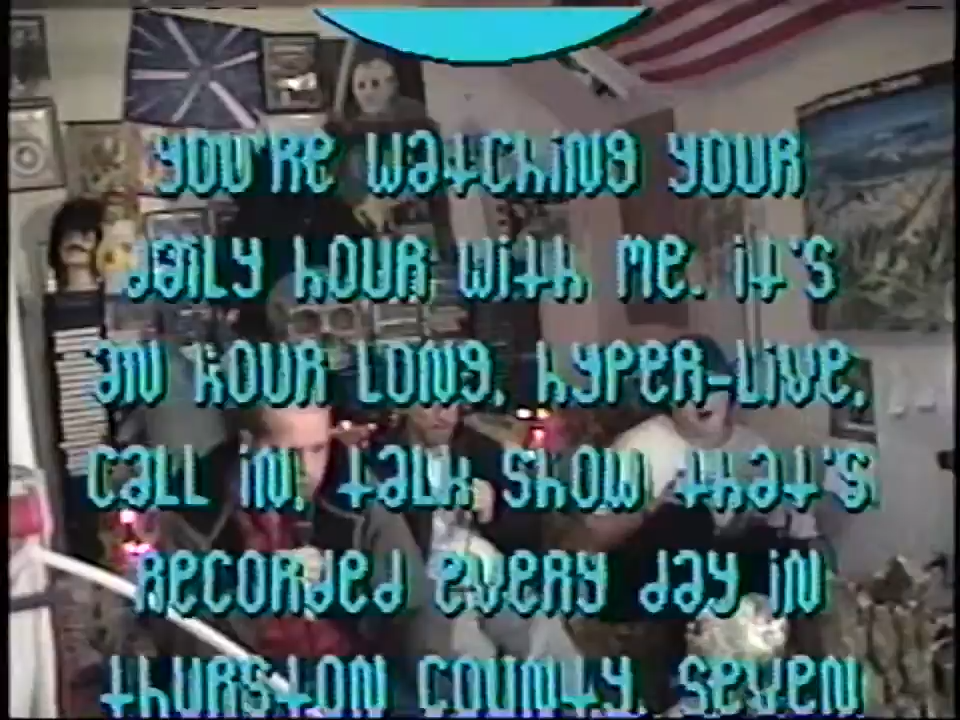 YOU'RE WATCHING YOUR
DAILY HOUR WITH ME. IT'S
AN HOUR LONG, HYPER-LIVE,
CALL IN, TALK SHOW THAT'S
RECORDED EVERY DAY IN
THURSTON COUNTY, SEVEN